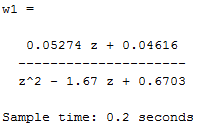 w1 =
0.05274 z + 0.04616
---------------------
z^2 - 1.67 z + 0.6703
Sample time: 0.2 seconds